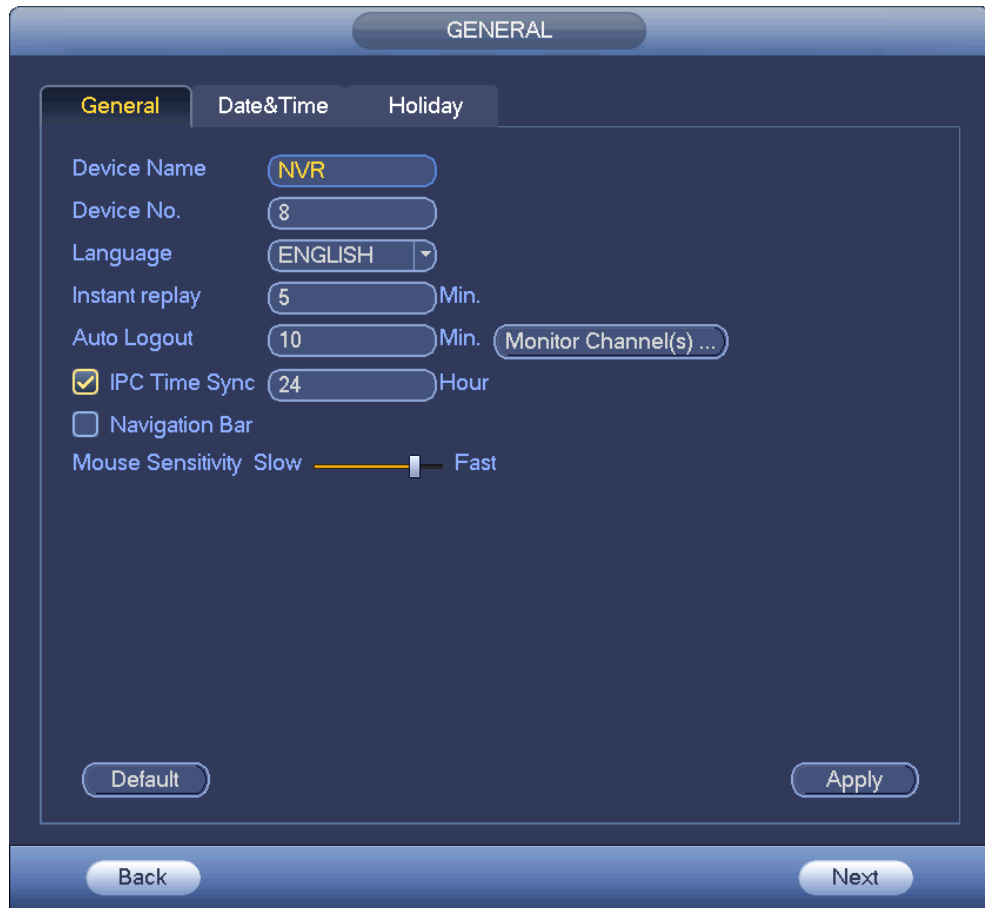 GENERAL
General Date&Time Holiday
Device Name NVR
Device No. 8
Language ENGLISH
Instant replay 5 Min.
Auto Logout 10 Min. Monitor Channel(s) ...
IPC Time Sync 24 Hour
Navigation Bar
Mouse Sensitivity Slow Fast
Default Apply
Back Next